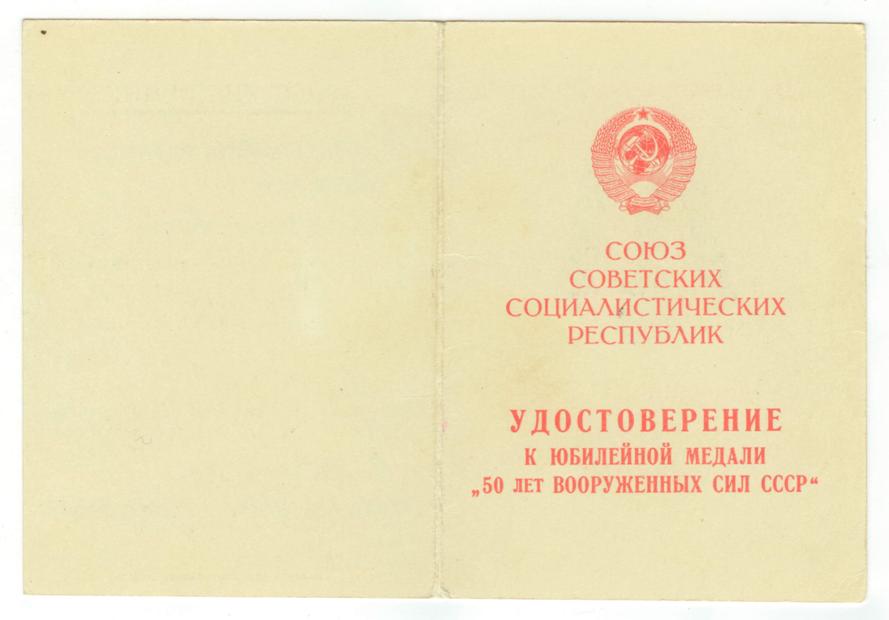 СОЮЗ
СОВЕТСКИХ
СОЦИАЛИСТИЧЕСКИХ
РЕСПУБЛИК
УДОСТОВЕРЕНИЕ
К ЮБИЛЕЙНОЙ МЕДАЛИ
„50 ЛЕТ ВООРУЖЕННЫХ СИЛ СССР“